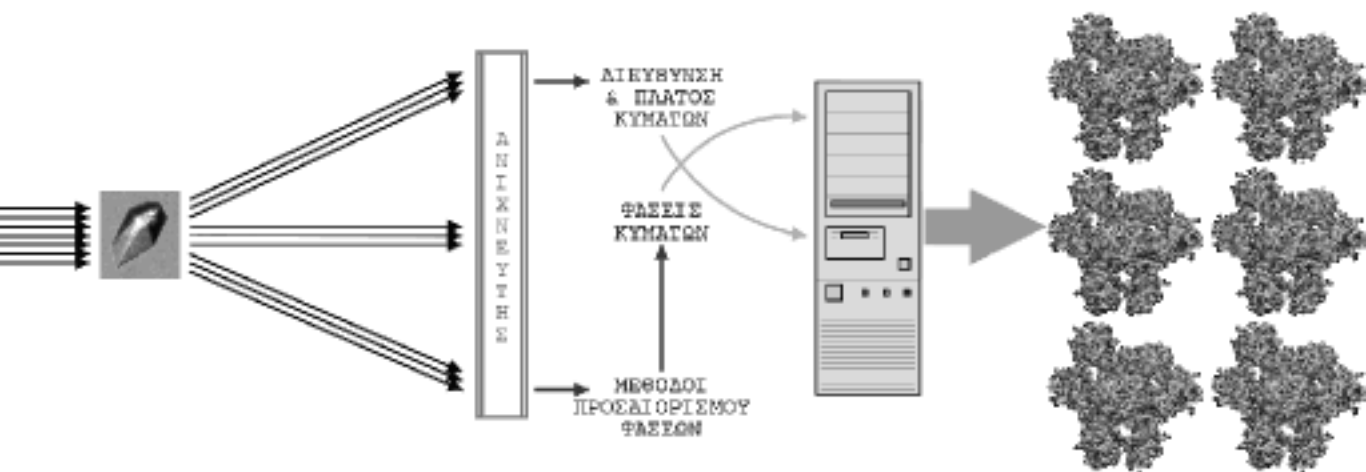 ΑΝΙΧΝΕΥΤΗΣ
ΔΙΕΥΘΥΝΣΗ
& ΠΛΑΤΟΣ
ΚΥΜΑΤΩΝ
ΦΑΣΕΙΣ
ΚΥΜΑΤΩΝ
ΜΕΘΟΔΟΙ
ΠΡΟΣΔΙΟΡΙΣΜΟΥ
ΦΑΣΕΩΝ